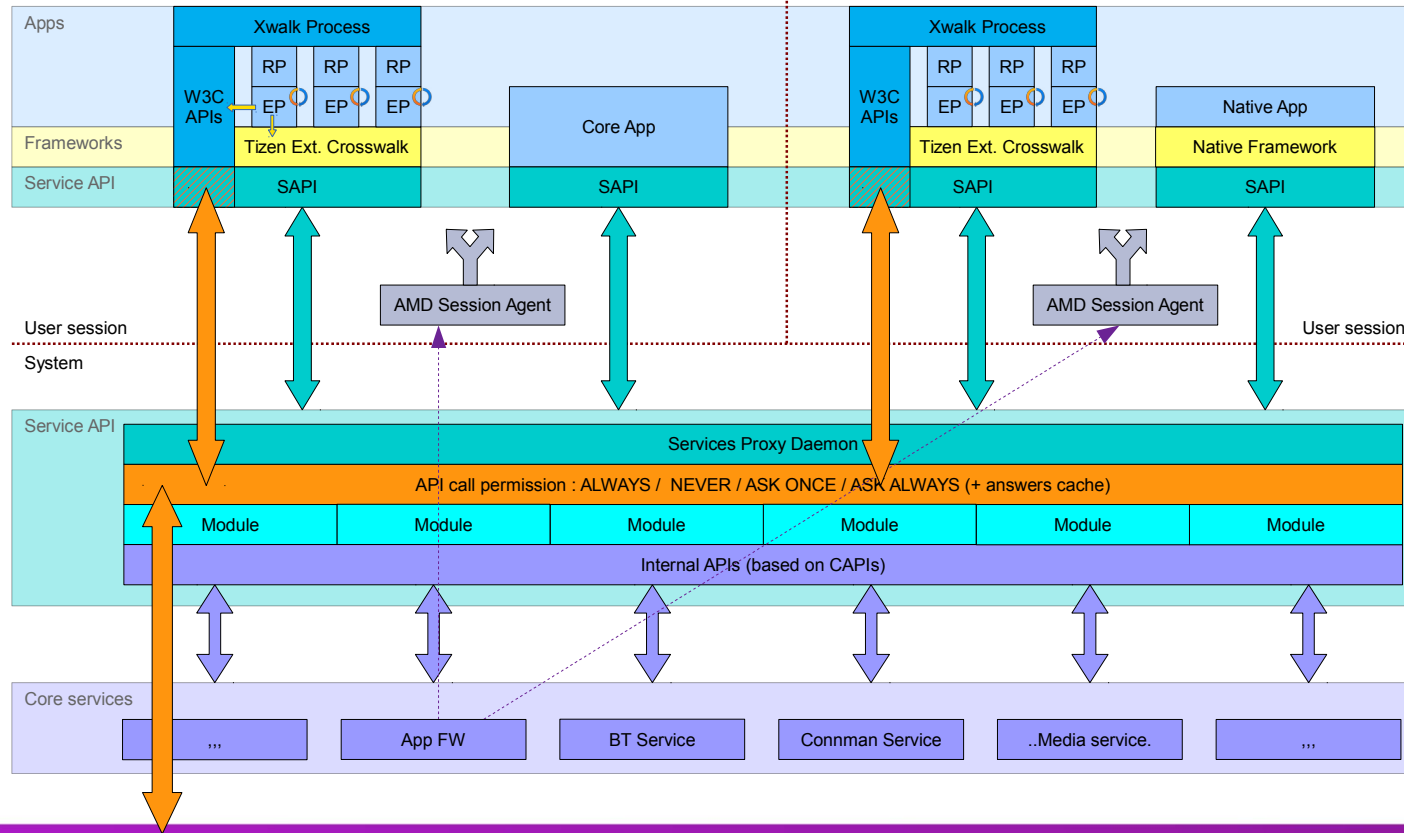 Apps
Xwalk Process
Xwalk Process
RP
RP
RP
RP
RP
RP
W3C
APIs
EP
EP
EP
W3C
APIs
EP
EP
EP
Core App
Native App
Frameworks
Tizen Ext. Crosswalk
Tizen Ext. Crosswalk
Native Framework
Service API
SAPI
SAPI
SAPI
SAPI
AMD Session Agent
AMD Session Agent
User session
User session
System
Service API
Services Proxy Daemon
API call permission : ALWAYS / NEVER / ASK ONCE / ASK ALWAYS (+ answers cache)
Module
Module
Module
Module
Module
Module
Internal APIs (based on CAPIs)
Core services
,,,
App FW
BT Service
Connman Service
..Media service.
,,,